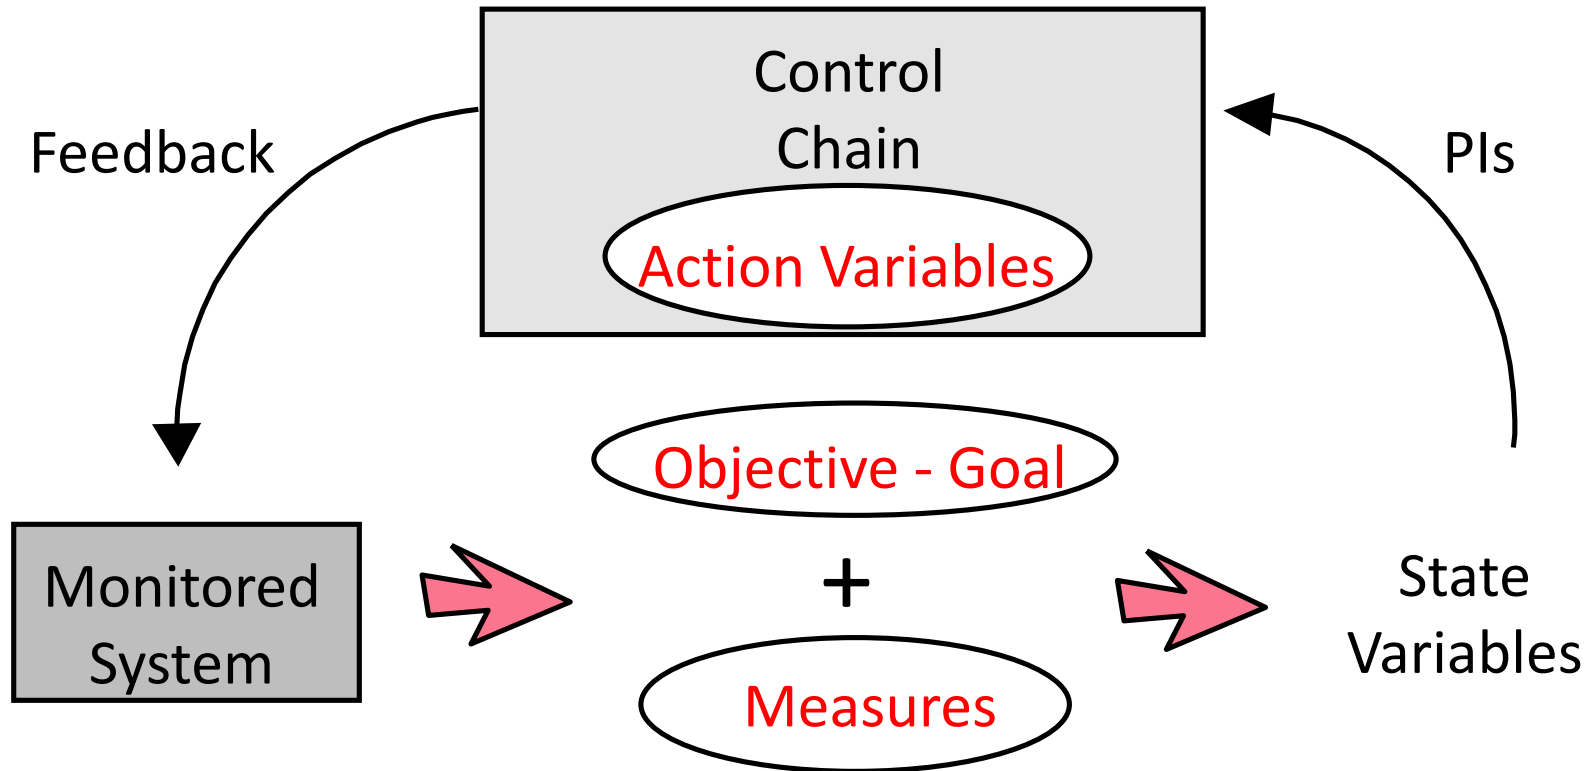 Control
Chain
Action Variables
Feedback
PIs
Objective - Goal
+
Measures
Monitored
System
State
Variables